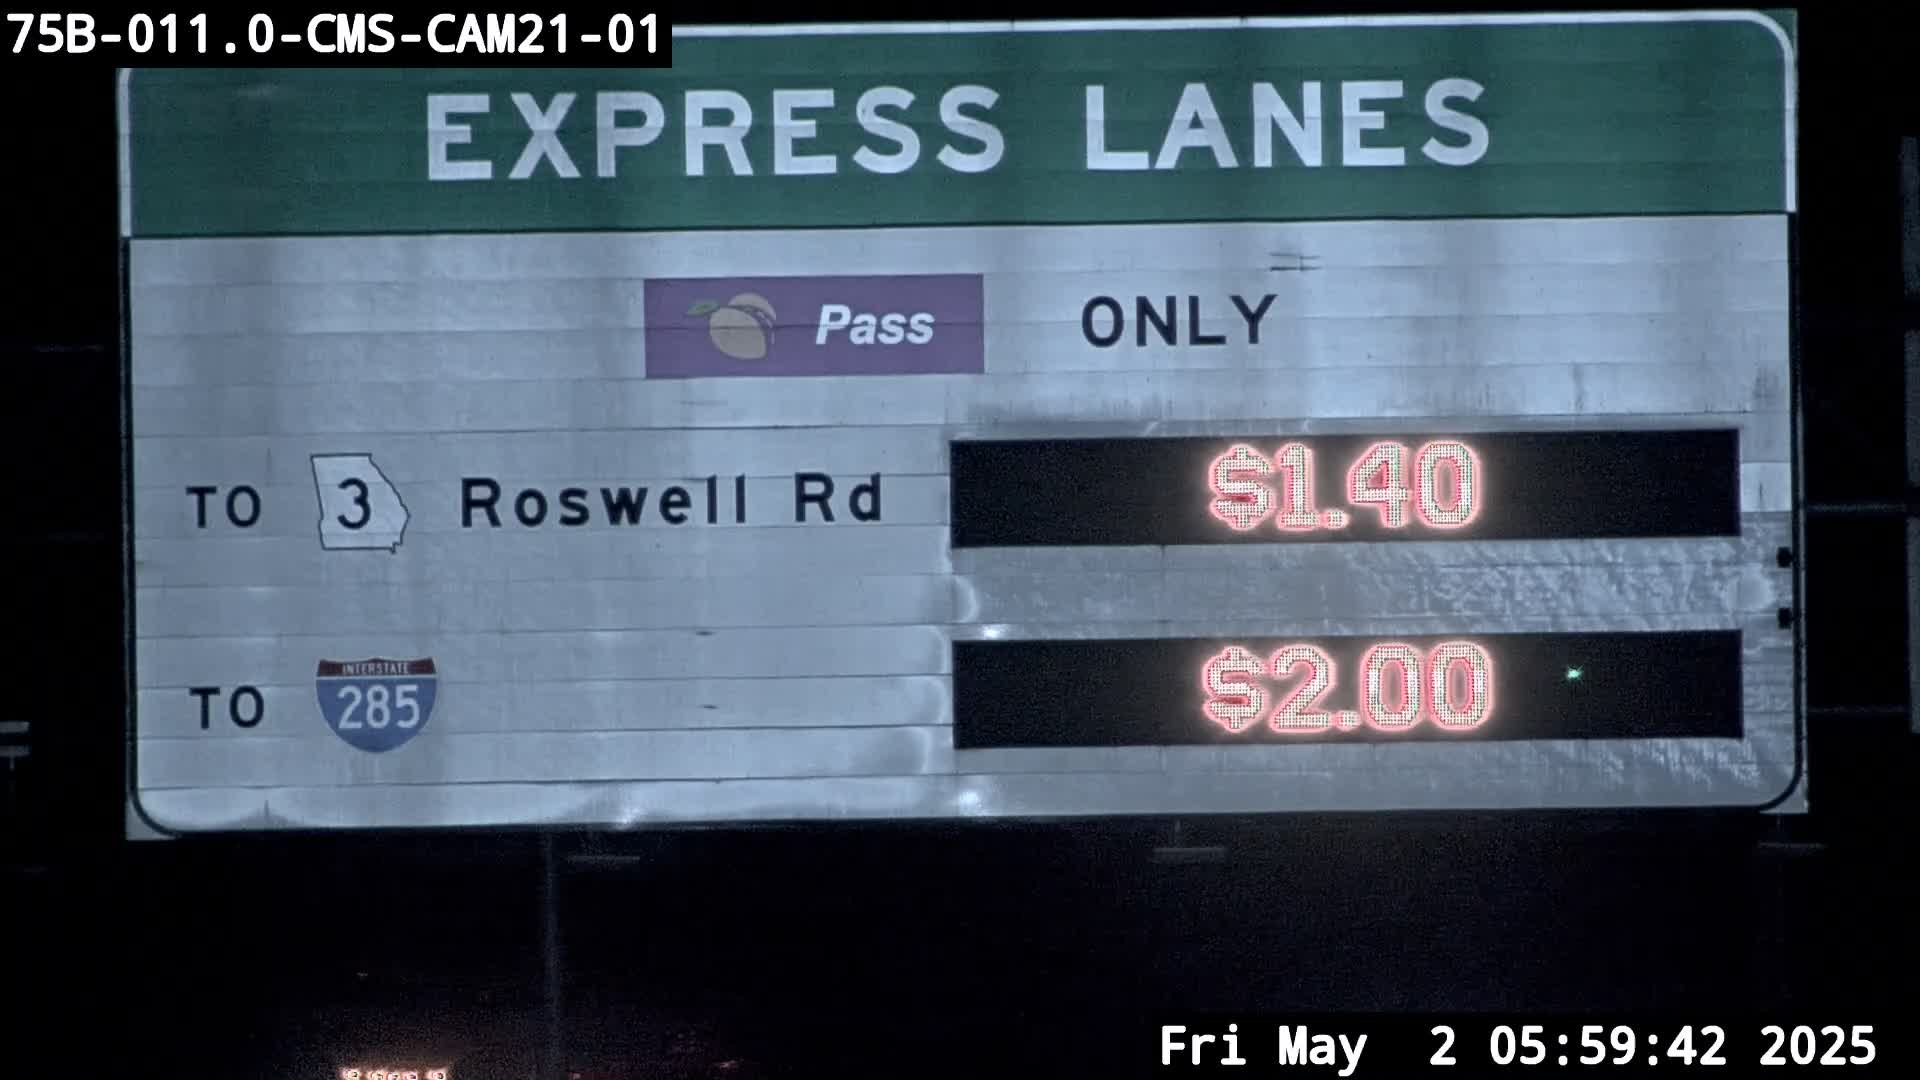 75B-011.0-CMS-CAM21-01
EXPRESS LANES
Pass ONLY
TO 3 Roswell Rd $1.40
TO INTERSTATE 285 $2.00
Fri May 2 05:59:42 2025